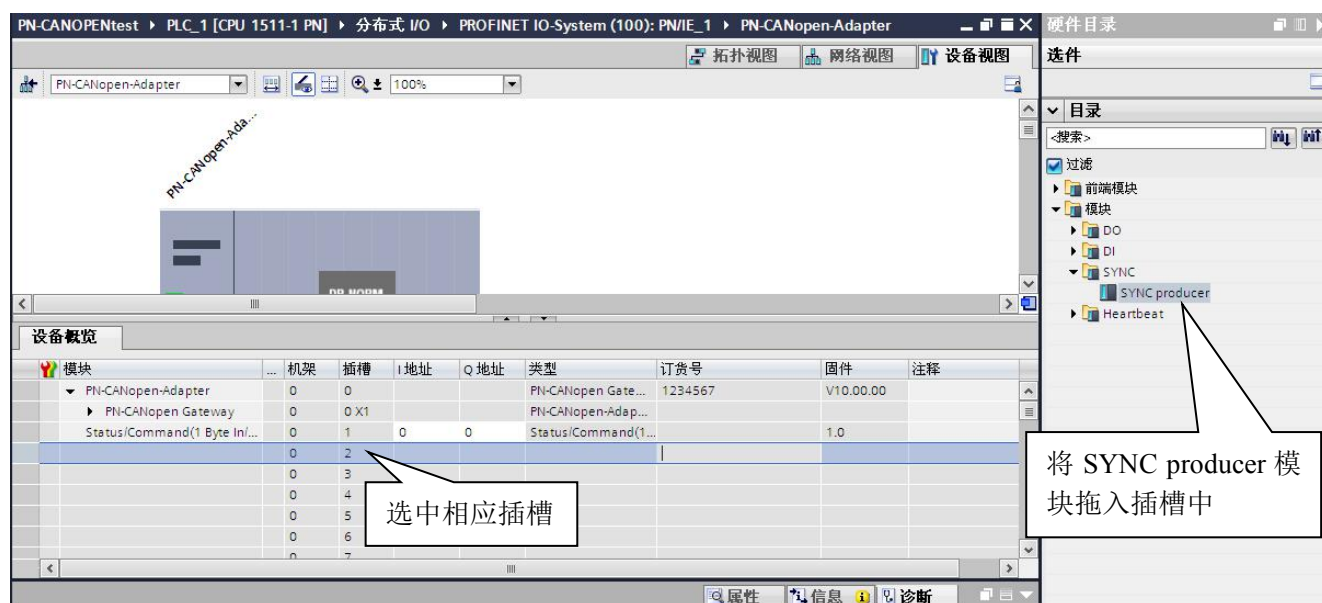 PN-CANOPENtest ▸ PLC_1 [CPU 1511-1 PN] ▸ 分布式 I/O ▸ PROFINET IO-System (100): PN/IE_1 ▸ PN-CANopen-Adapter
硬件目录
拓扑视图 网络视图 设备视图
选件
PN-CANopen-Adapter 100%
目录
<搜索>
过滤
前端模块
模块
DO
DI
SYNC
SYNC producer
Heartbeat
PN-CANopen-Ada...
DP-NORM
设备概览
模块 ... 机架 插槽 I 地址 Q 地址 类型 订货号 固件 注释
PN-CANopen-Adapter 0 0 PN-CANopen Gate... 1234567 V10.00.00
PN-CANopen Gateway 0 0 X1 PN-CANopen-Adap...
Status/Command(1 Byte In/... 0 1 0 0 Status/Command(1... 1.0
0 2
0 3
0 4
0 5
0 6
0 7
选中相应插槽
将 SYNC producer 模
块拖入插槽中
属性 信息 诊断